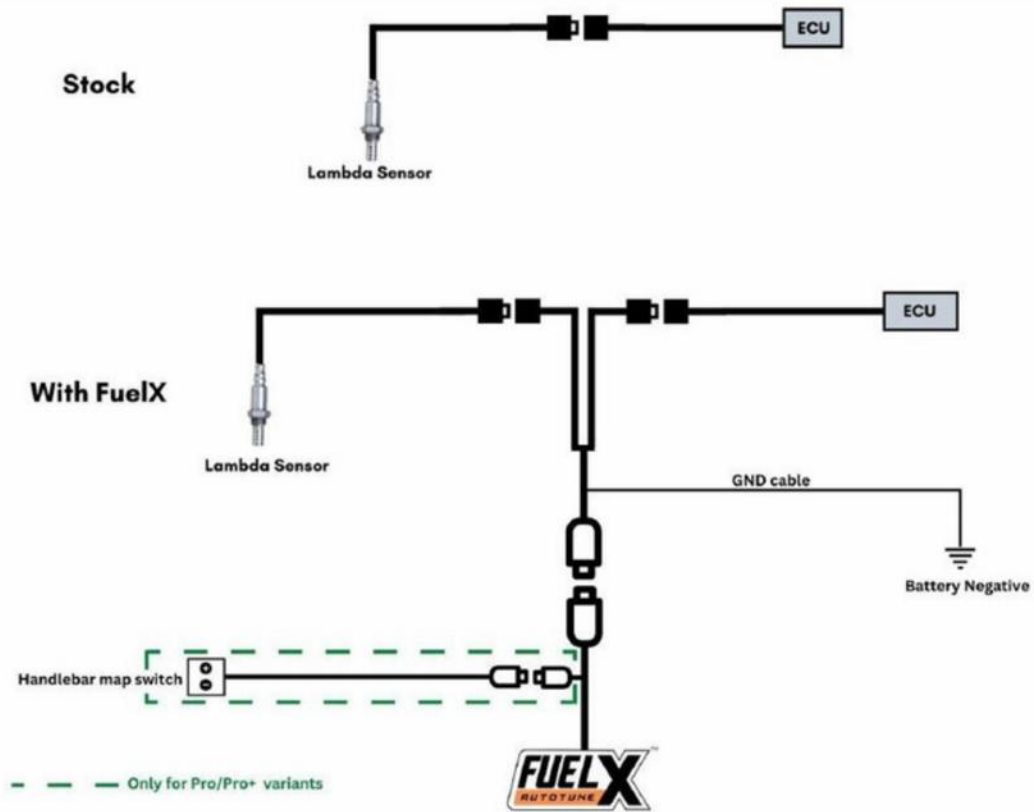 ECU
Stock
Lambda Sensor
ECU
With FuelX
Lambda Sensor
GND cable
Battery Negative
Handlebar map switch
FUELX™
AUTOTUNE
Only for Pro/Pro+ variants